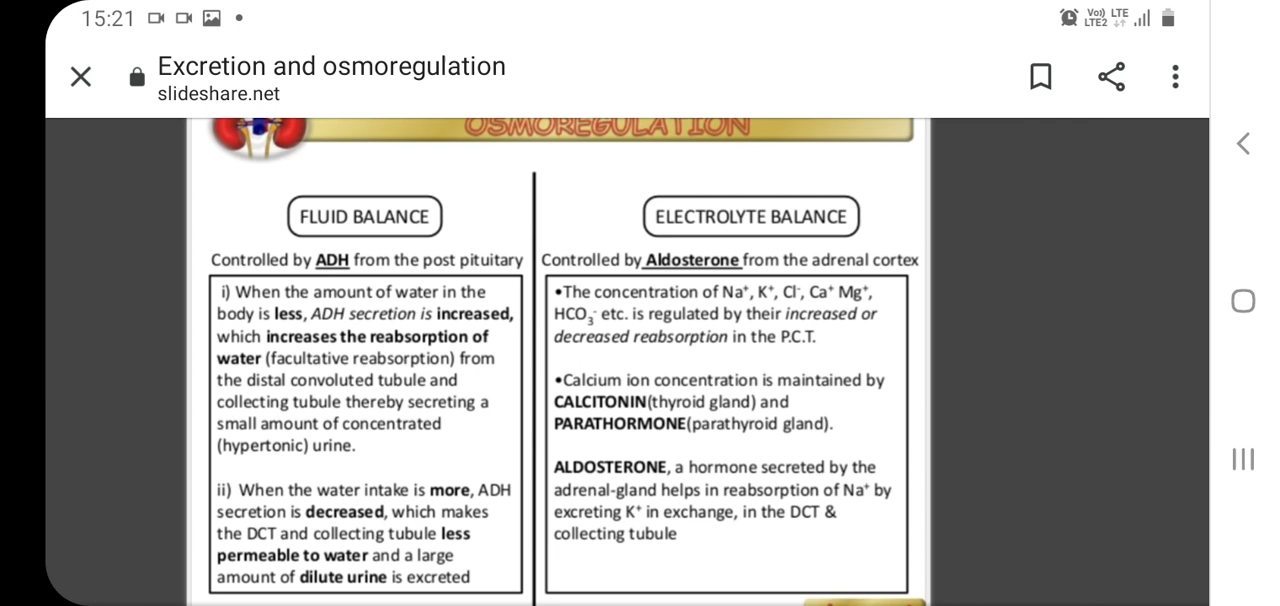 15:21
Vo) LTE
LTE2
Excretion and osmoregulation
slideshare.net
OSMOREGULATION
FLUID BALANCE
Controlled by ADH from the post pituitary
i) When the amount of water in the
body is less, ADH secretion is increased,
which increases the reabsorption of
water (facultative reabsorption) from
the distal convoluted tubule and
collecting tubule thereby secreting a
small amount of concentrated
(hypertonic) urine.
ii) When the water intake is more, ADH
secretion is decreased, which makes
the DCT and collecting tubule less
permeable to water and a large
amount of dilute urine is excreted
ELECTROLYTE BALANCE
Controlled by Aldosterone from the adrenal cortex
•The concentration of Na⁺, K⁺, Cl⁻, Ca⁺ Mg⁺,
HCO₃⁻ etc. is regulated by their increased or
decreased reabsorption in the P.C.T.
•Calcium ion concentration is maintained by
CALCITONIN(thyroid gland) and
PARATHORMONE(parathyroid gland).
ALDOSTERONE, a hormone secreted by the
adrenal-gland helps in reabsorption of Na⁺ by
excreting K⁺ in exchange, in the DCT &
collecting tubule